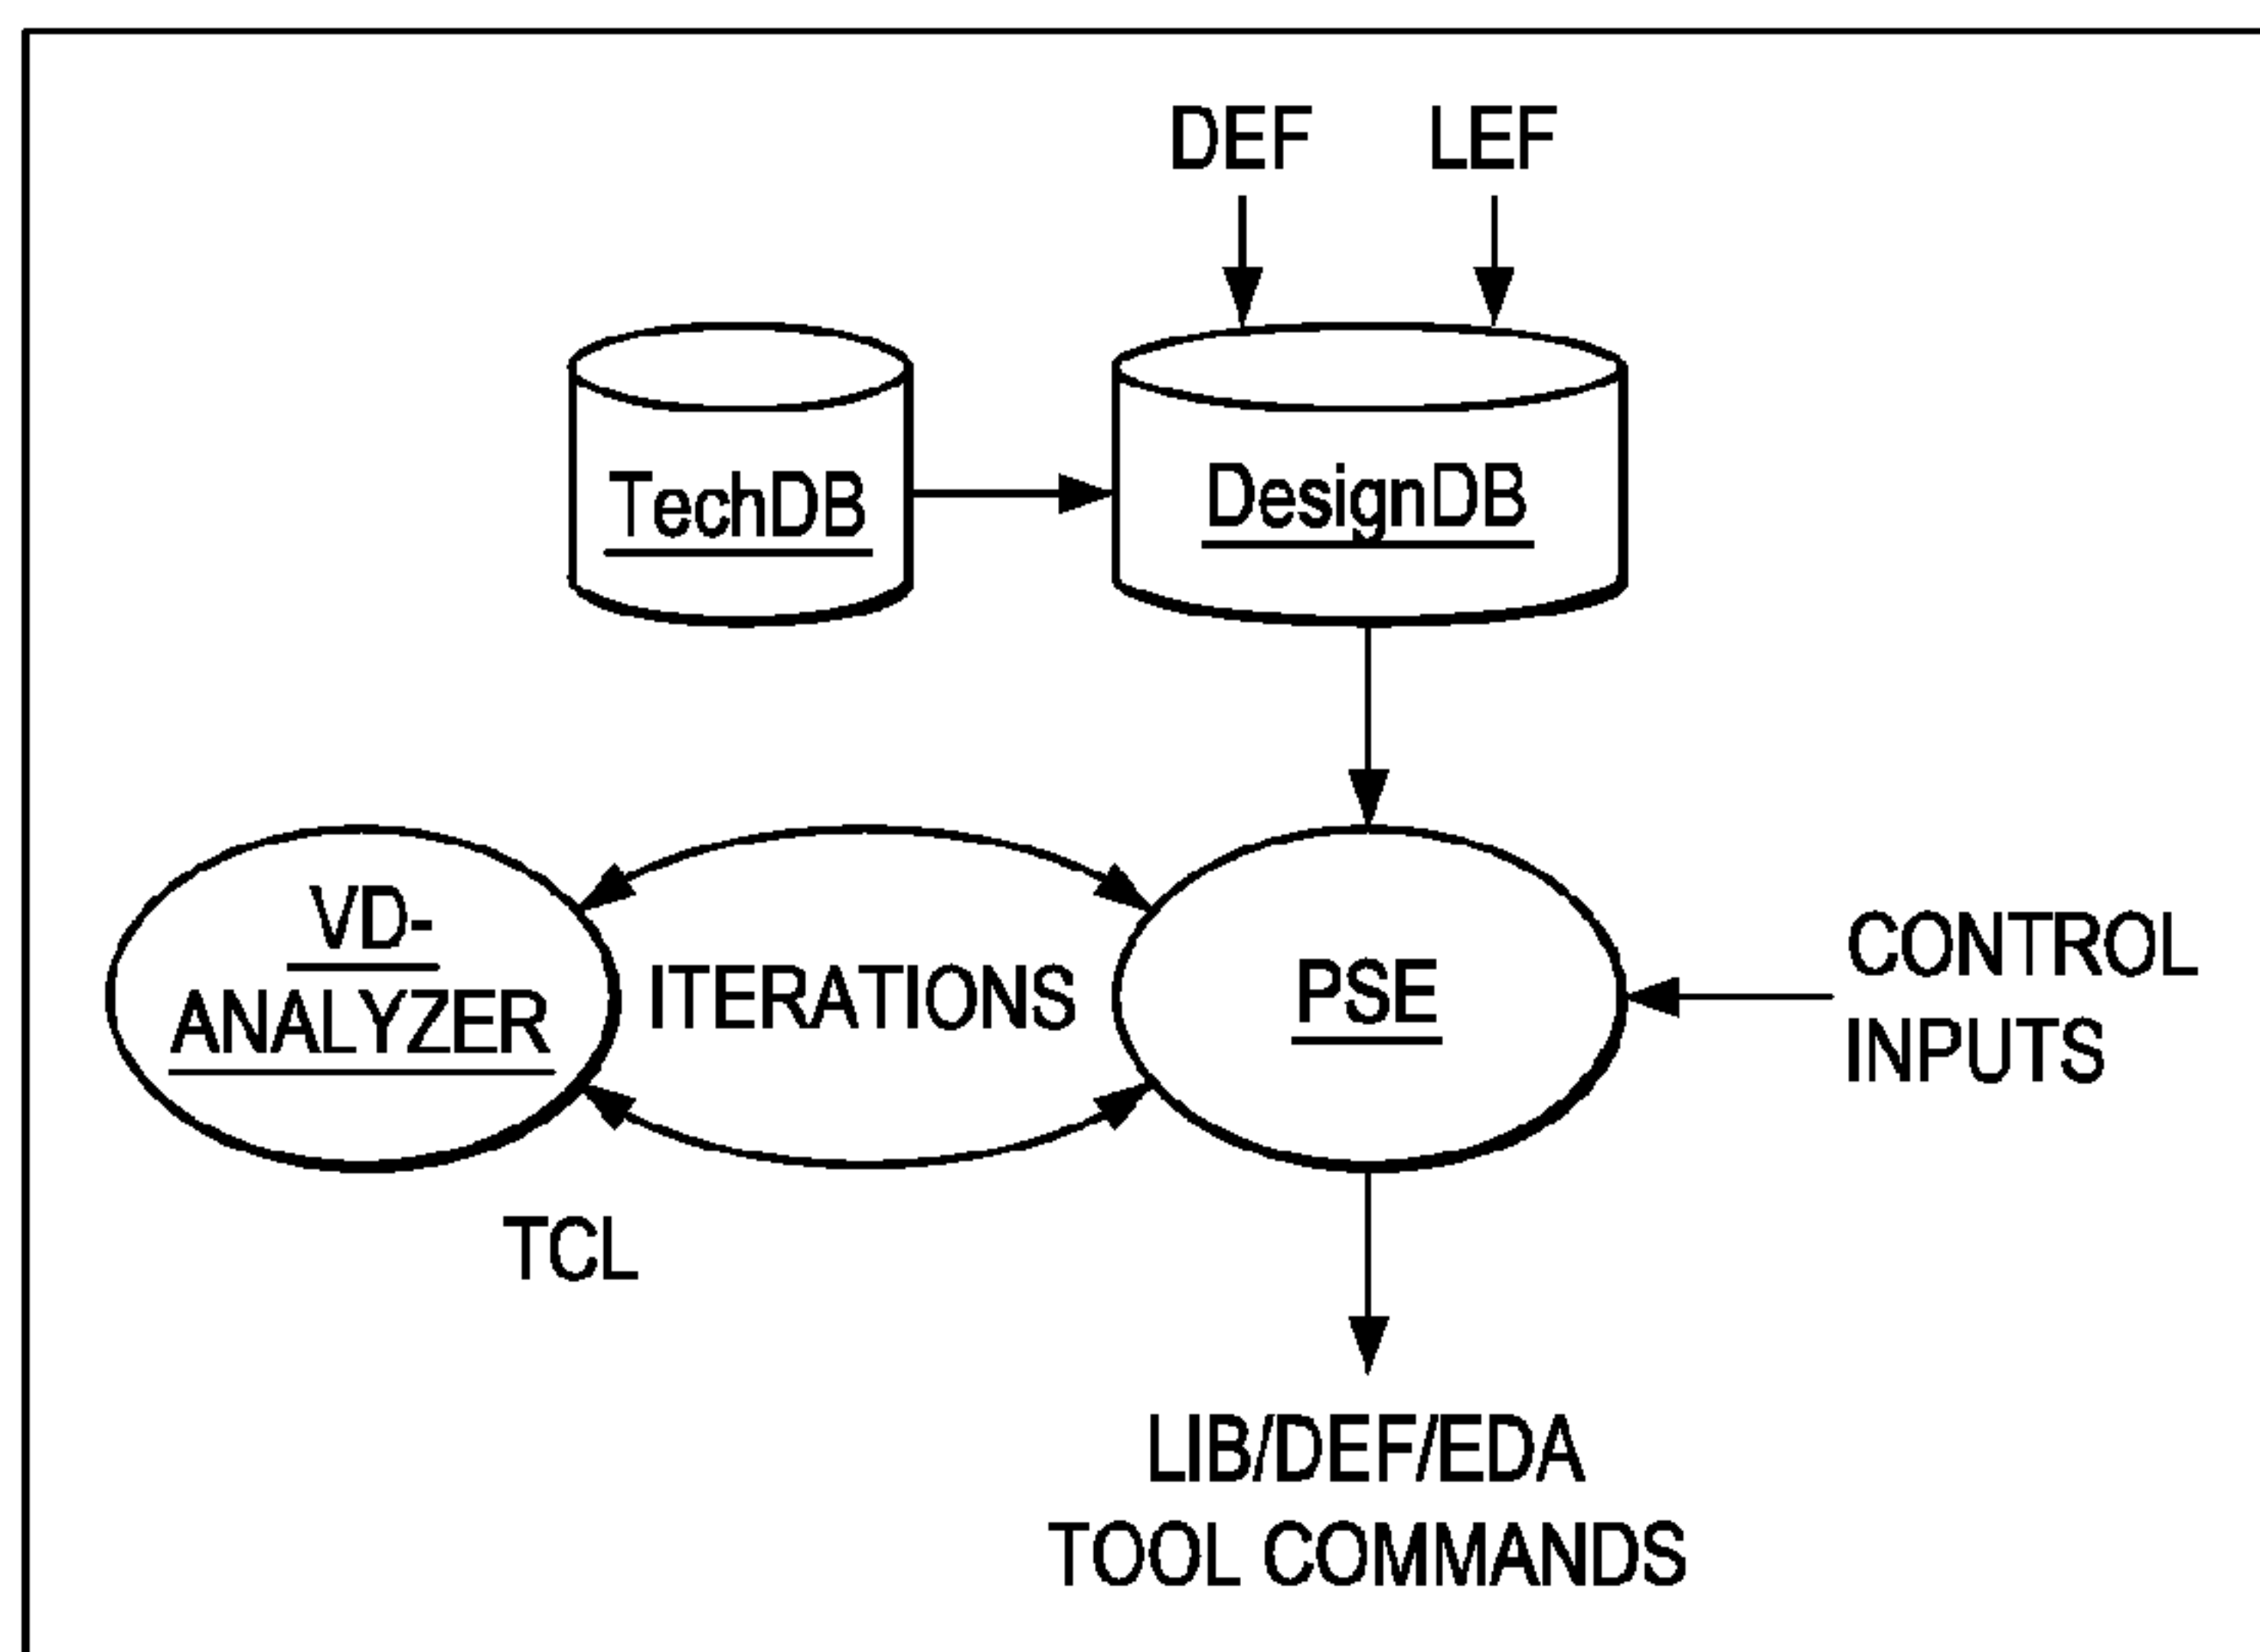 DEF LEF
TechDB DesignDB
VD-
ANALYZER
ITERATIONS
PSE
CONTROL
INPUTS
TCL
LIB/DEF/EDA
TOOL COMMANDS